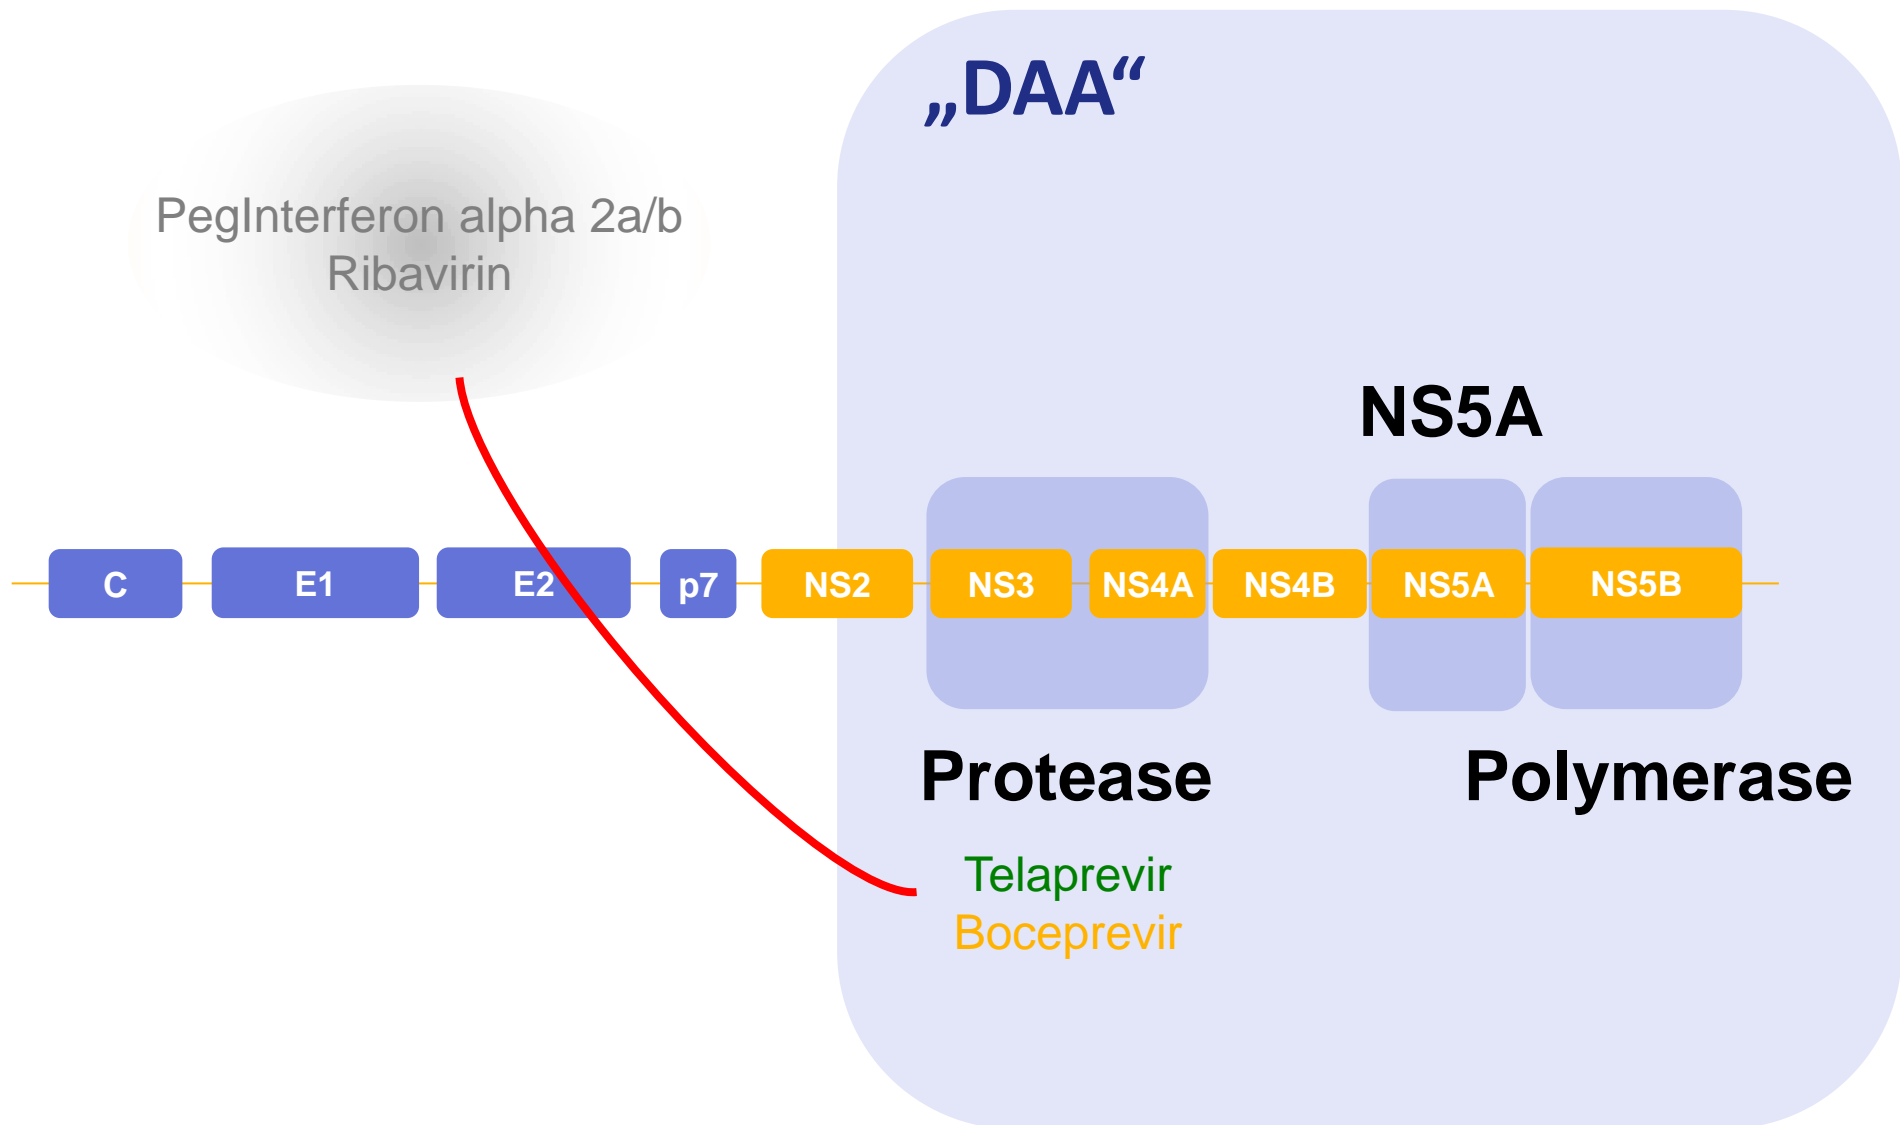 „DAA“
PegInterferon alpha 2a/b
Ribavirin
NS5A
C E1 E2 p7 NS2 NS3 NS4A NS4B NS5A NS5B
Protease Polymerase
Telaprevir
Boceprevir